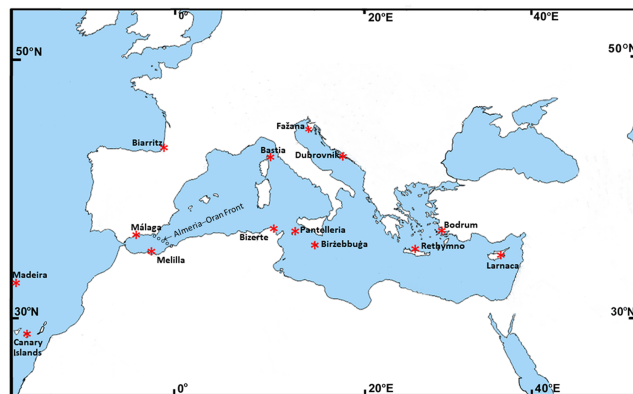 0° 20°E 40°E
50°N 50°N
Fažana
Biarritz
Bastia
Dubrovnik
Almeria–Oran Front
Málaga
Bizerte
Pantelleria
Bodrum
Birżebbuġa
Rethymno
Melilla
Larnaca
Madeira
30°N 30°N
Canary
Islands
0° 20°E 40°E